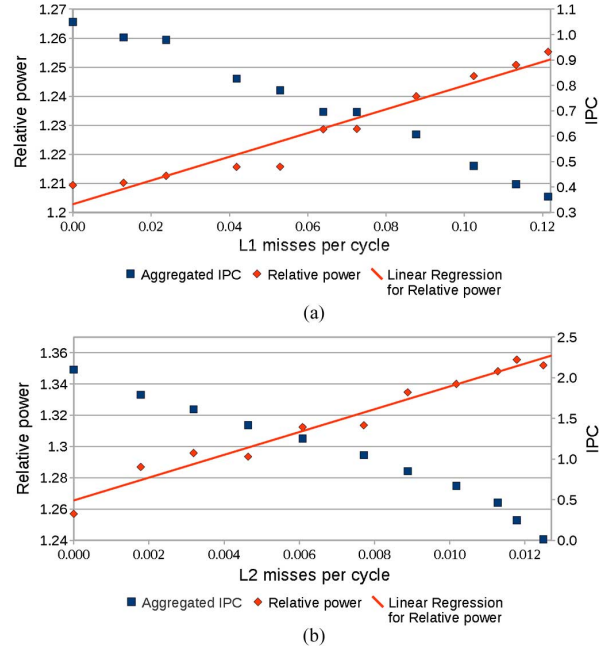 1.27
1.26
1.25
1.24
1.23
1.22
1.21
1.2
Relative power
1.1
1.0
0.9
0.8
0.7
0.6
0.5
0.4
0.3
IPC
0.00 0.02 0.04 0.06 0.08 0.10 0.12
L1 misses per cycle
Aggregated IPC Relative power Linear Regression
for Relative power
(a)
1.36
1.34
1.32
1.3
1.28
1.26
1.24
Relative power
2.5
2.0
1.5
1.0
0.5
0.0
IPC
0.000 0.002 0.004 0.006 0.008 0.010 0.012
L2 misses per cycle
Aggregated IPC Relative power Linear Regression
for Relative power
(b)